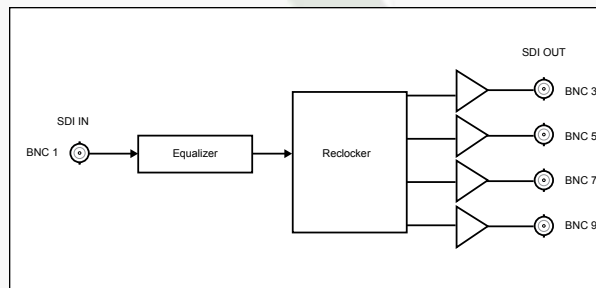 SDI OUT
BNC 3
SDI IN
BNC 5
BNC 1
Equalizer
Reclocker
BNC 7
BNC 9